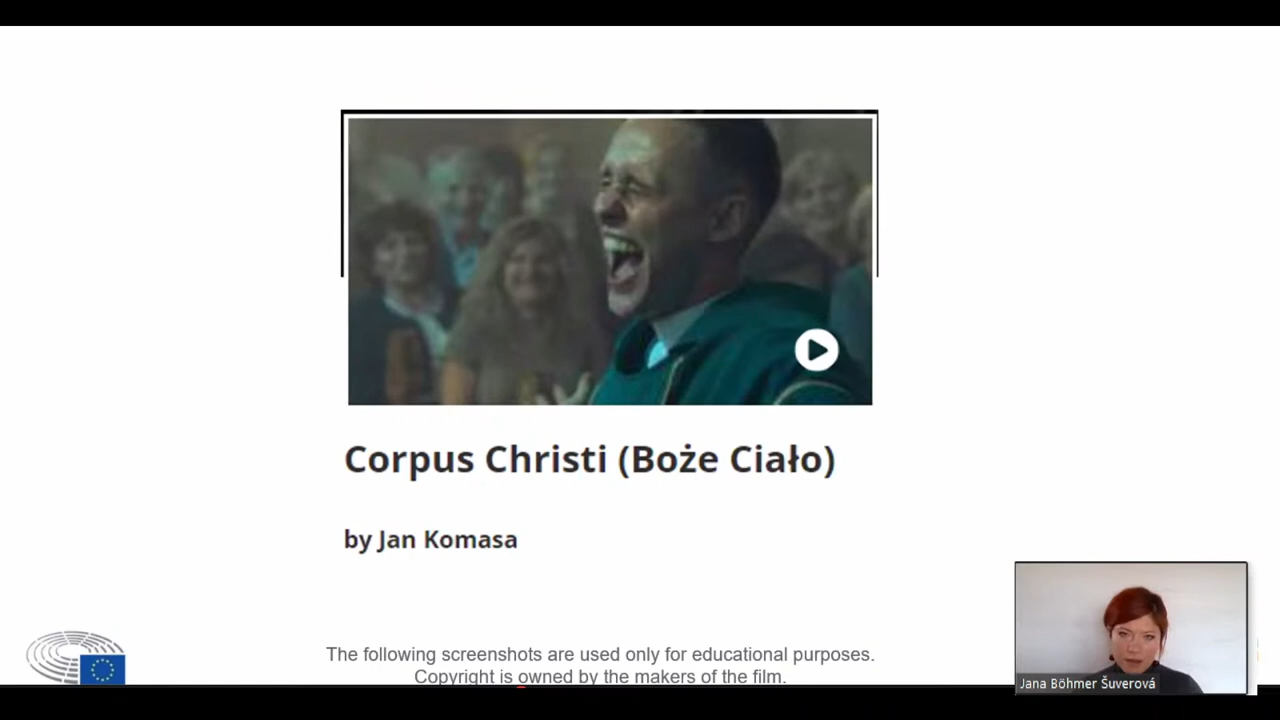 Corpus Christi (Boże Ciało)
by Jan Komasa
The following screenshots are used only for educational purposes.
Copyright is owned by the makers of the film.
Jana Böhmer Šuverová